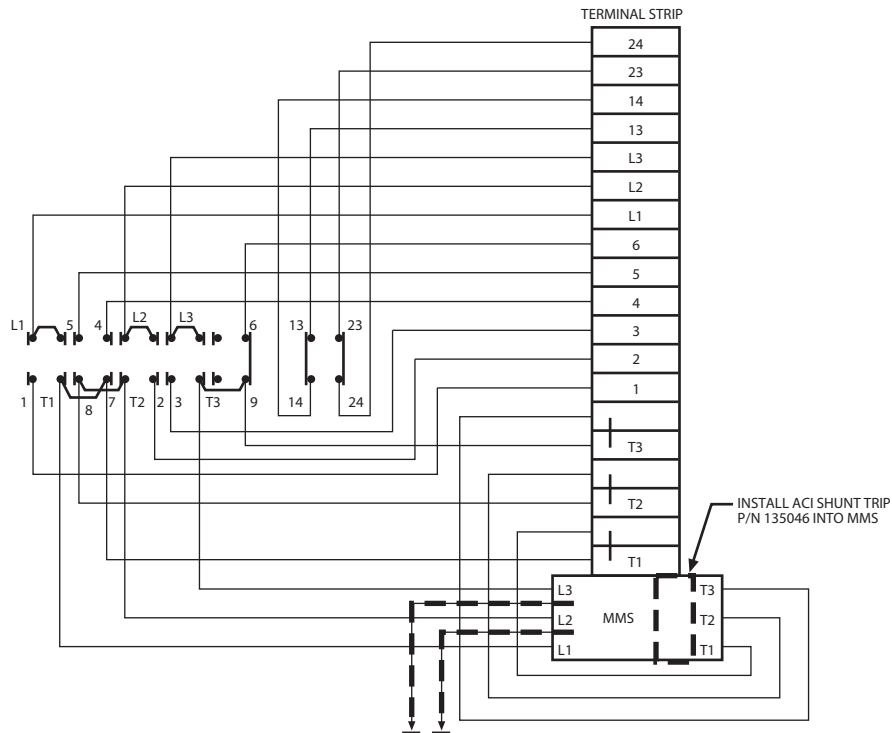 TERMINAL STRIP
24
23
14
13
L3
L2
L1
6
5
4
3
2
1
T3
T2
T1
L1 5 4 L2 L3 6 13 23
1 T1 8 7 T2 2 3 T3 9 14 24
INSTALL ACI SHUNT TRIP
P/N 135046 INTO MMS
L3 T3
L2 MMS T2
L1 T1